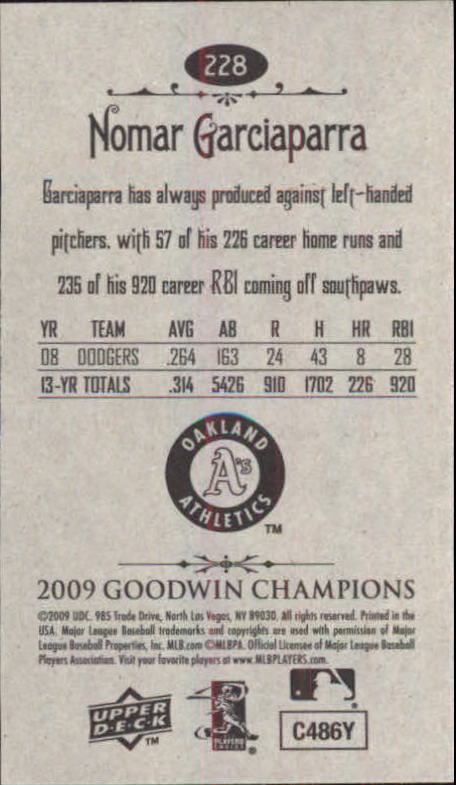 228
Nomar Garciaparra
Garciaparra has always produced against left-handed
pitchers, with 57 of his 226 career home runs and
235 of his 920 career RBI coming off southpaws.
YR TEAM AVG AB R H HR RBI
08 DODGERS .264 163 24 43 8 28
13-YR TOTALS .314 5426 910 1702 226 920
OAKLAND
A's
ATHLETICS
TM
2009 GOODWIN CHAMPIONS
©2009 UDC. 985 Trade Drive, North Las Vegas, NV 89030. All rights reserved. Printed in the
USA. Major League Baseball trademarks and copyrights are used with permission of Major
League Baseball Properties, Inc. MLB.com ©MLBPA. Official Licensee of Major League Baseball
Players Association. Visit your favorite players at www.MLBPLAYERS.com.
UPPER
D·E·C·K
TM
PLAYERS
CHOICE
®
C486Y